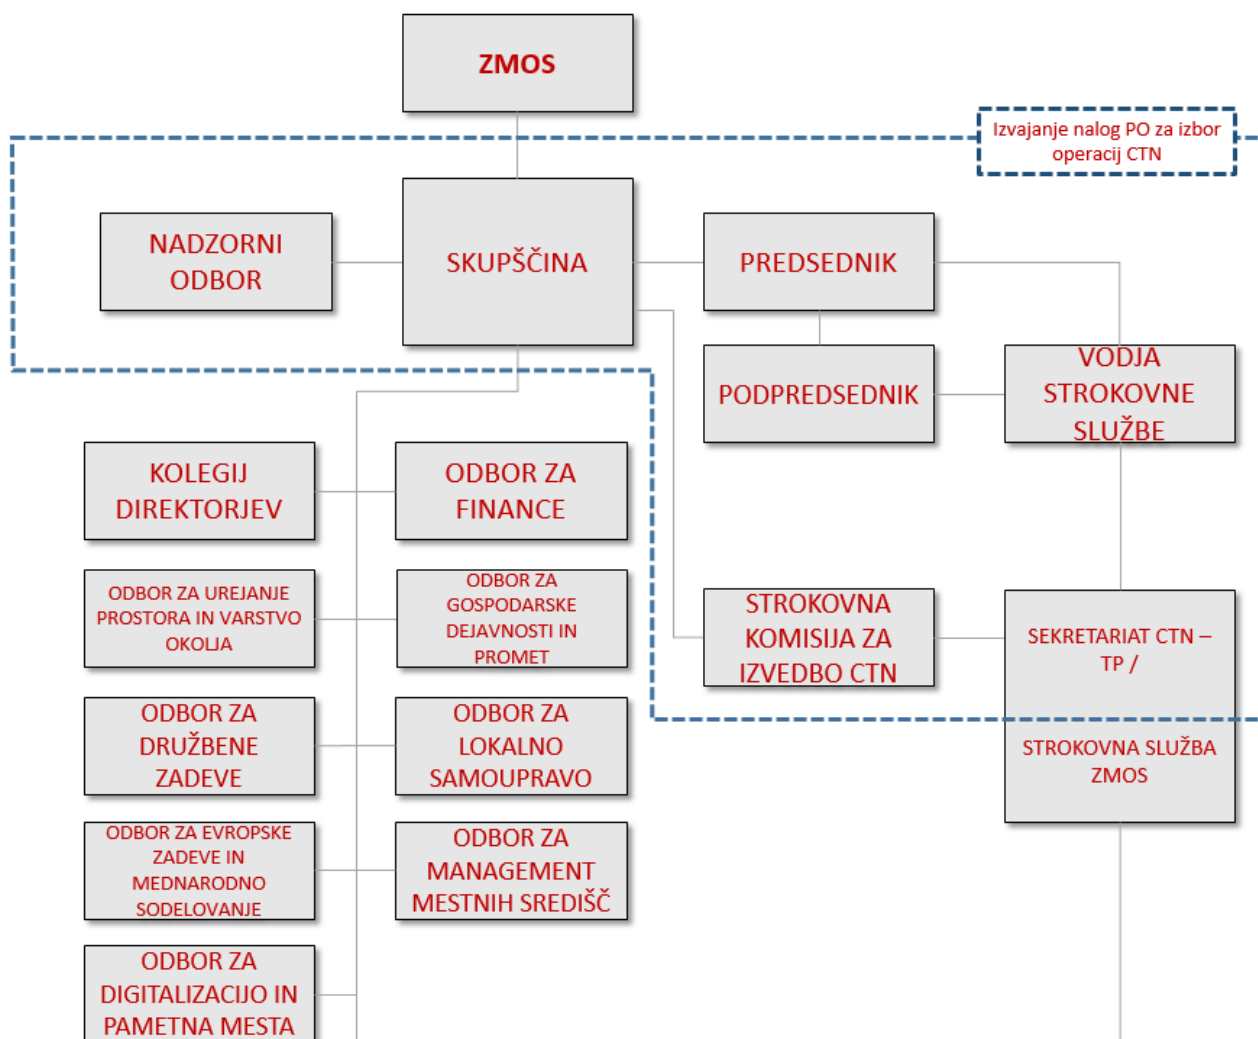 ZMOS
Izvajanje nalog PO za izbor
operacij CTN
NADZORNI
ODBOR
SKUPŠČINA
PREDSEDNIK
PODPREDSEDNIK
VODJA
STROKOVNE
SLUŽBE
KOLEGIJ
DIREKTORJEV
ODBOR ZA
FINANCE
ODBOR ZA UREJANJE
PROSTORA IN VARSTVO
OKOLJA
ODBOR ZA
GOSPODARSKE
DEJAVNOSTI IN
PROMET
STROKOVNA
KOMISIJA ZA
IZVEDBO CTN
SEKRETARIAT CTN –
TP /
STROKOVNA SLUŽBA
ZMOS
ODBOR ZA
DRUŽBENE
ZADEVE
ODBOR ZA
LOKALNO
SAMOUPRAVO
ODBOR ZA EVROPSKE
ZADEVE IN
MEDNARODNO
SODELOVANJE
ODBOR ZA
MANAGEMENT
MESTNIH SREDIŠČ
ODBOR ZA
DIGITALIZACIJO IN
PAMETNA MESTA